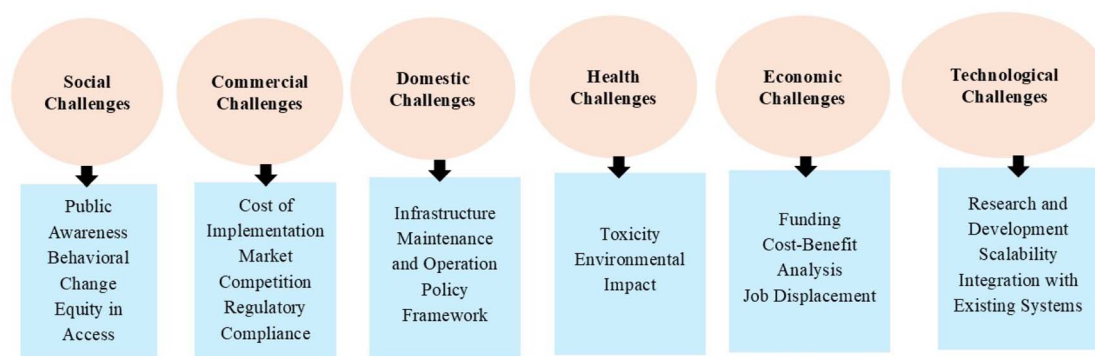 Social
Challenges
Commercial
Challenges
Domestic
Challenges
Health
Challenges
Economic
Challenges
Technological
Challenges
Public
Awareness
Behavioral
Change
Equity in
Access
Cost of
Implementation
Market
Competition
Regulatory
Compliance
Infrastructure
Maintenance
and Operation
Policy
Framework
Toxicity
Environmental
Impact
Funding
Cost-Benefit
Analysis
Job Displacement
Research and
Development
Scalability
Integration with
Existing Systems